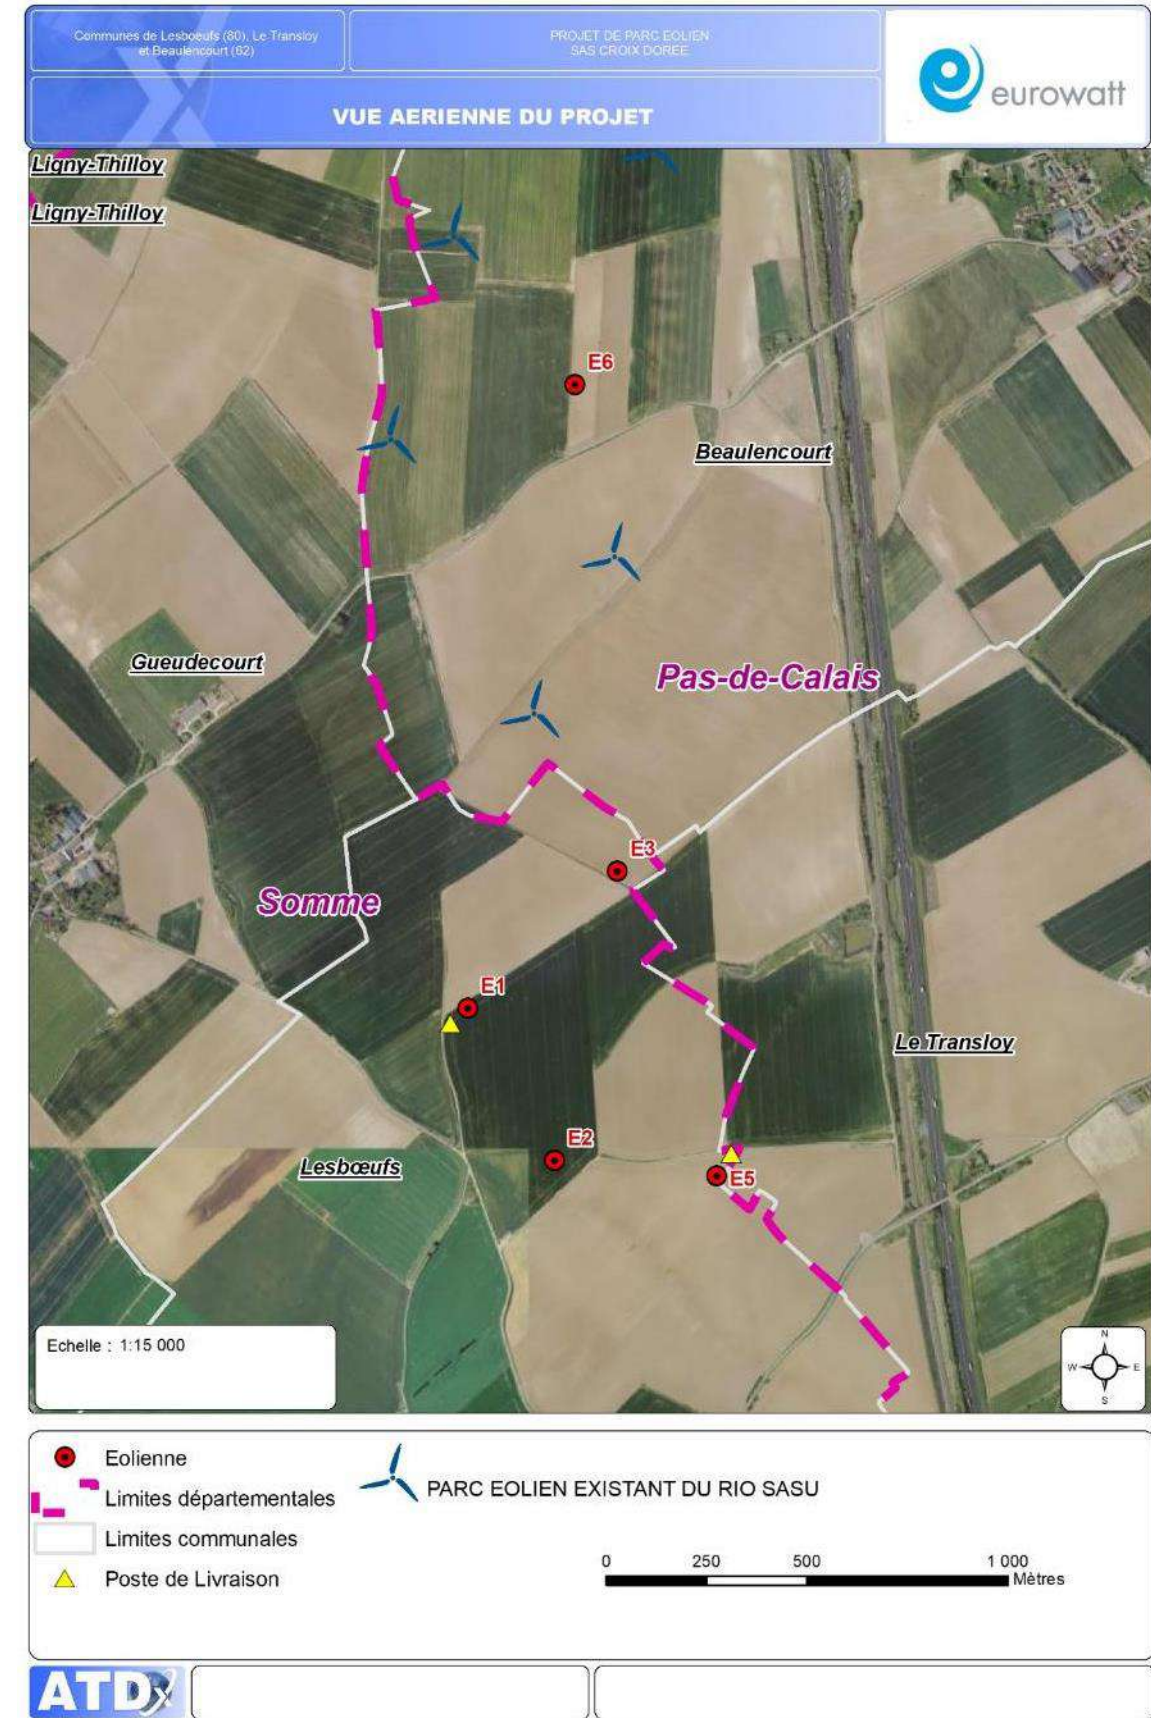 Communes de Lesboeufs (80), Le Transloy
et Beaulencourt (62)
PROJET DE PARC EOLIEN
SAS CROIX DOREE
eurowatt
VUE AERIENNE DU PROJET
Ligny-Thilloy
Ligny-Thilloy
E6
Beaulencourt
Gueudecourt
Pas-de-Calais
E3
Somme
E1
Le Transloy
E2
Lesbœufs
E5
Echelle : 1:15 000
N
W
E
S
Eolienne
Limites départementales
PARC EOLIEN EXISTANT DU RIO SASU
Limites communales
Poste de Livraison
0 250 500 1 000
Mètres
ATDx